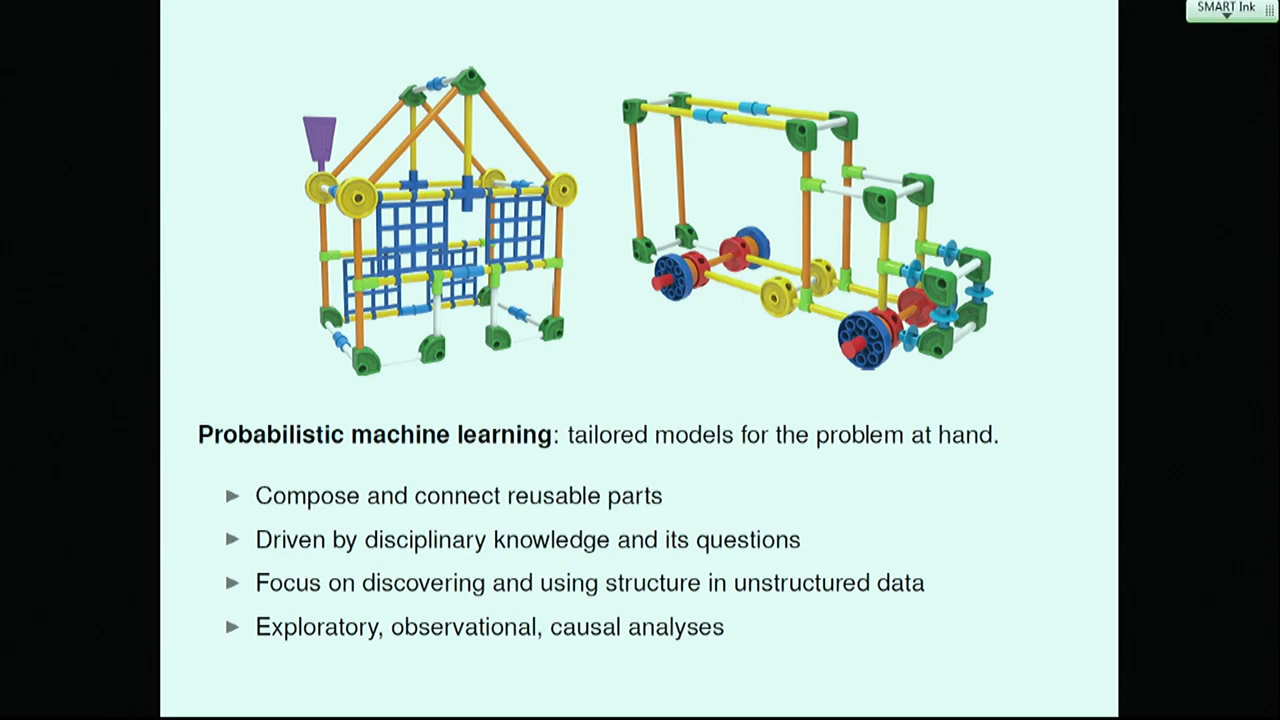 SMART Ink
Probabilistic machine learning: tailored models for the problem at hand.
► Compose and connect reusable parts
► Driven by disciplinary knowledge and its questions
► Focus on discovering and using structure in unstructured data
► Exploratory, observational, causal analyses